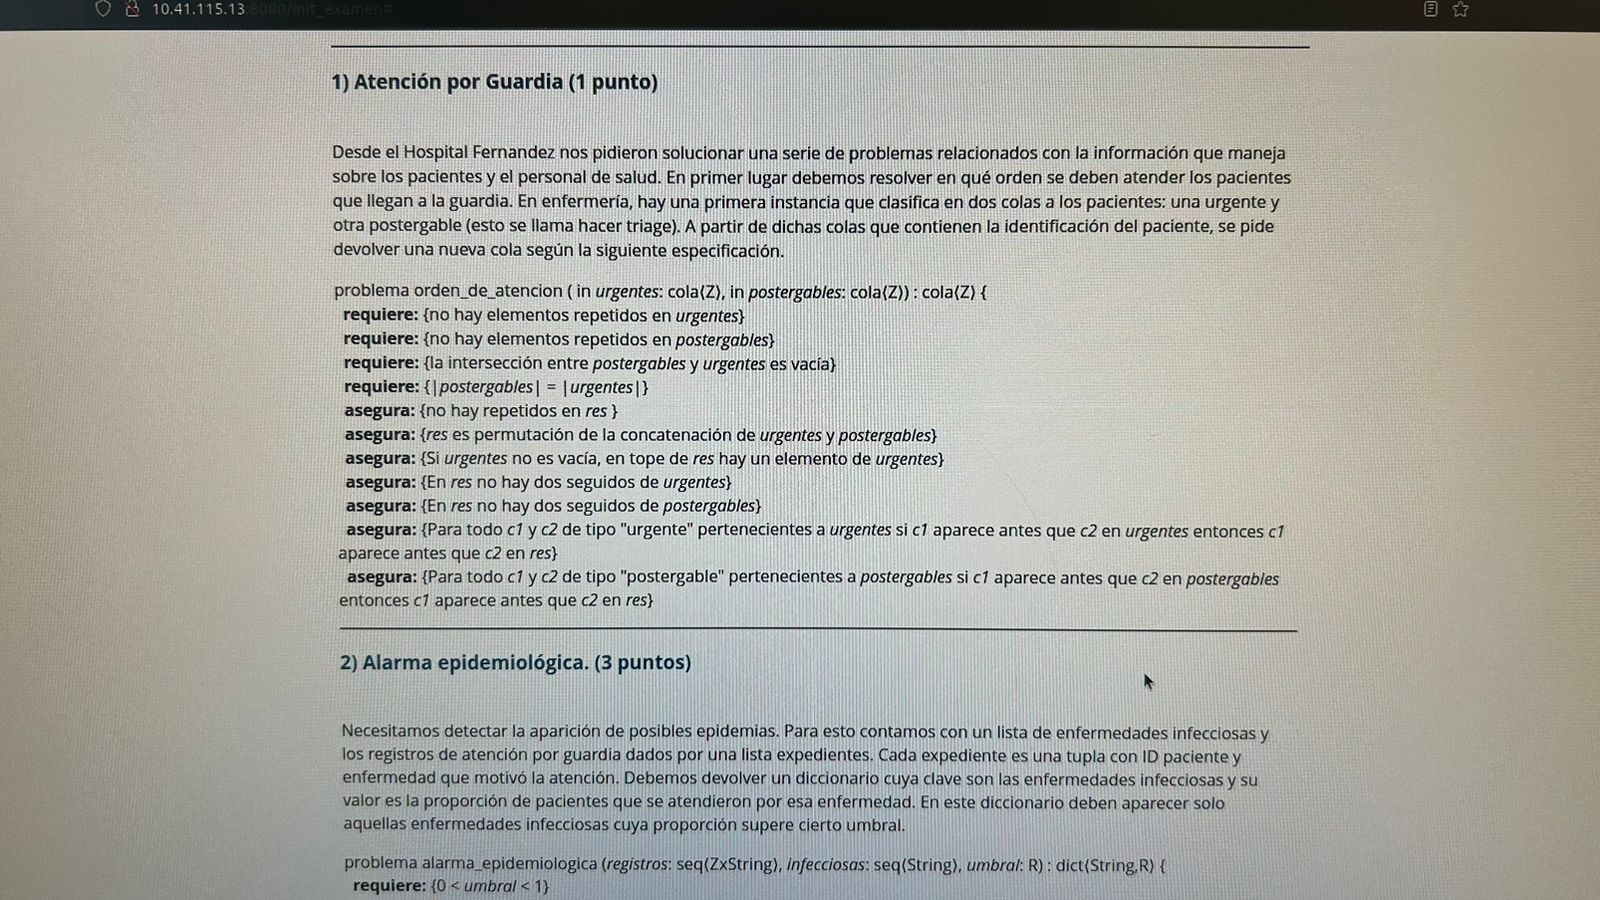 10.41.115.13:8080/init_examen#
1) Atención por Guardia (1 punto)
Desde el Hospital Fernandez nos pidieron solucionar una serie de problemas relacionados con la información que maneja
sobre los pacientes y el personal de salud. En primer lugar debemos resolver en qué orden se deben atender los pacientes
que llegan a la guardia. En enfermería, hay una primera instancia que clasifica en dos colas a los pacientes: una urgente y
otra postergable (esto se llama hacer triage). A partir de dichas colas que contienen la identificación del paciente, se pide
devolver una nueva cola según la siguiente especificación.
problema orden_de_atencion ( in urgentes: cola⟨Z⟩, in postergables: cola⟨Z⟩) : cola⟨Z⟩ {
requiere: {no hay elementos repetidos en urgentes}
requiere: {no hay elementos repetidos en postergables}
requiere: {la intersección entre postergables y urgentes es vacía}
requiere: {|postergables| = |urgentes|}
asegura: {no hay repetidos en res }
asegura: {res es permutación de la concatenación de urgentes y postergables}
asegura: {Si urgentes no es vacía, en tope de res hay un elemento de urgentes}
asegura: {En res no hay dos seguidos de urgentes}
asegura: {En res no hay dos seguidos de postergables}
asegura: {Para todo c1 y c2 de tipo "urgente" pertenecientes a urgentes si c1 aparece antes que c2 en urgentes entonces c1
aparece antes que c2 en res}
asegura: {Para todo c1 y c2 de tipo "postergable" pertenecientes a postergables si c1 aparece antes que c2 en postergables
entonces c1 aparece antes que c2 en res}
2) Alarma epidemiológica. (3 puntos)
Necesitamos detectar la aparición de posibles epidemias. Para esto contamos con un lista de enfermedades infecciosas y
los registros de atención por guardia dados por una lista expedientes. Cada expediente es una tupla con ID paciente y
enfermedad que motivó la atención. Debemos devolver un diccionario cuya clave son las enfermedades infecciosas y su
valor es la proporción de pacientes que se atendieron por esa enfermedad. En este diccionario deben aparecer solo
aquellas enfermedades infecciosas cuya proporción supere cierto umbral.
problema alarma_epidemiologica (registros: seq⟨ZxString⟩, infecciosas: seq⟨String⟩, umbral: R) : dict⟨String,R⟩ {
requiere: {0 < umbral < 1}